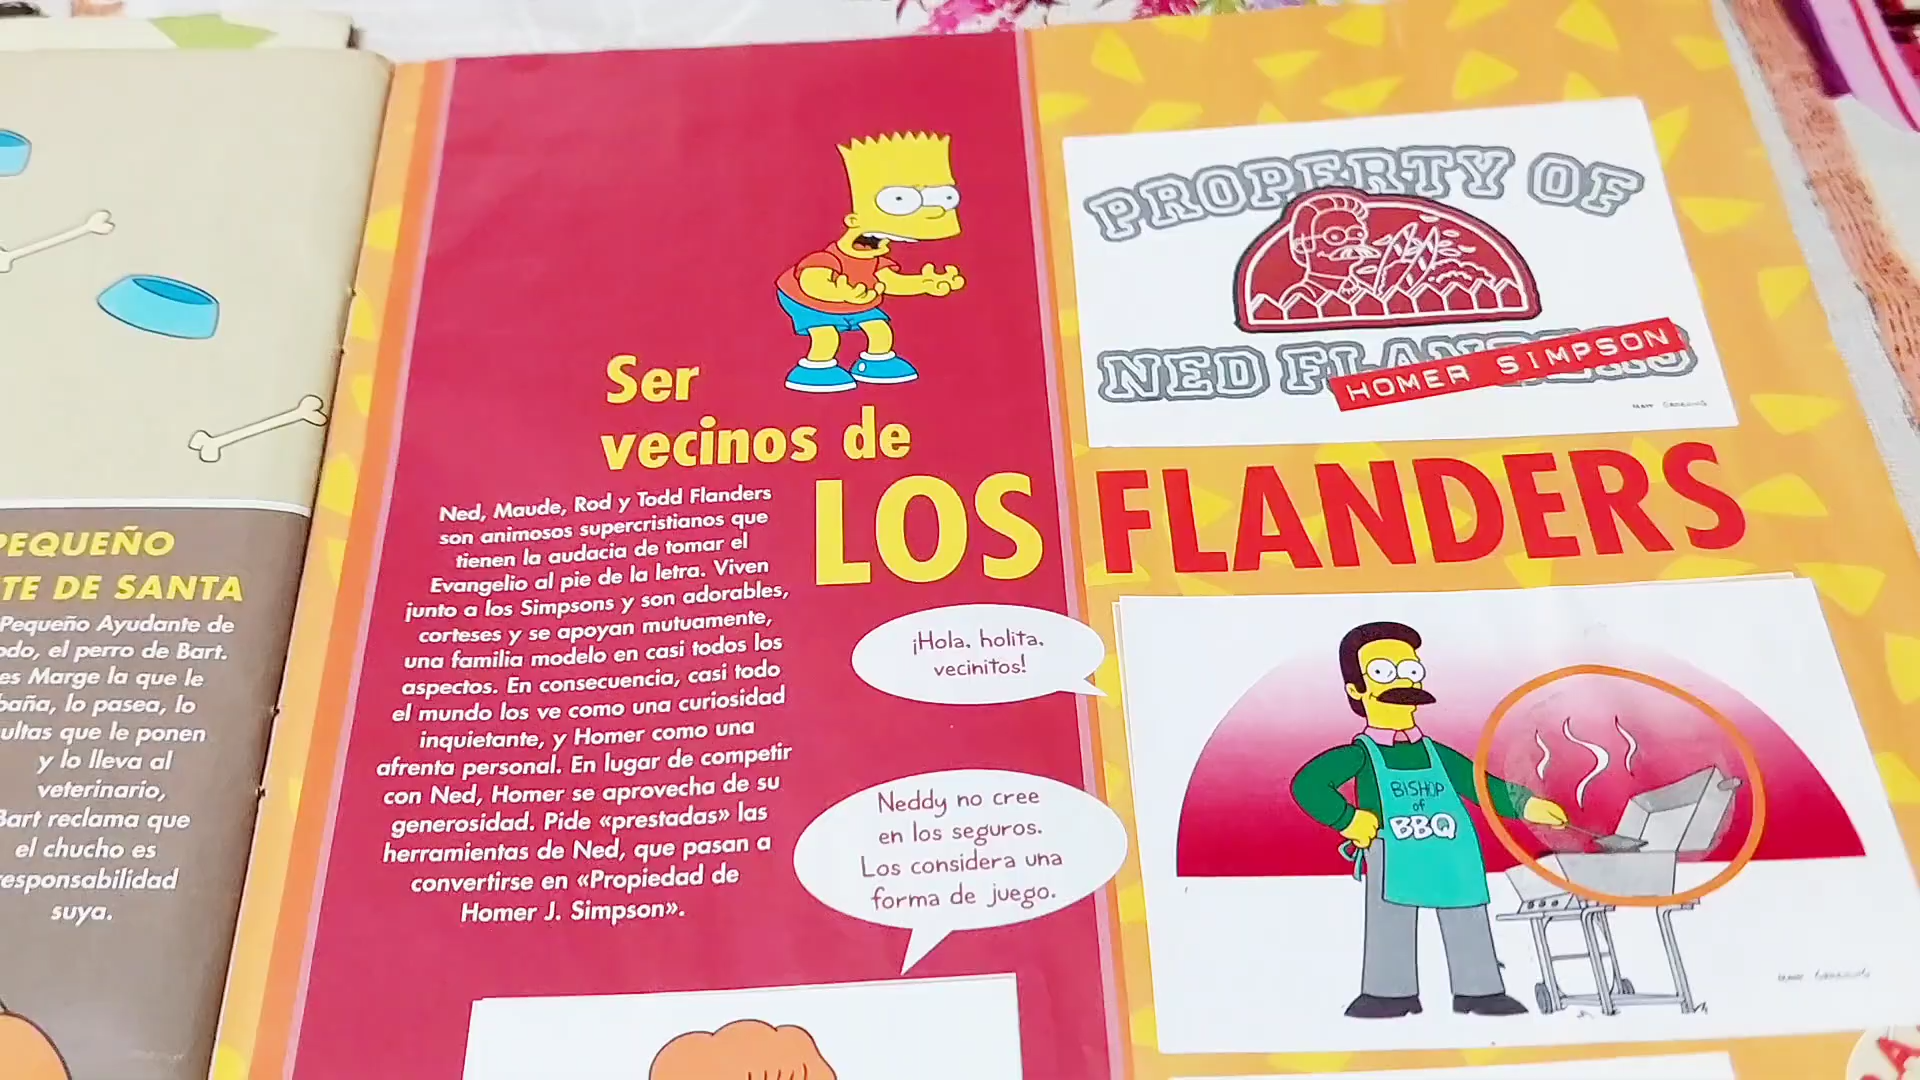 PEQUEÑO
TE DE SANTA
Pequeño Ayudante de
odo, el perro de Bart.
es Marge la que le
baña, lo pasea, lo
ultas que le ponen
y lo lleva al
veterinario,
Bart reclama que
el chucho es
responsabilidad
suya.
Ser
vecinos de
LOS FLANDERS
Ned, Maude, Rod y Todd Flanders
son animosos supercristianos que
tienen la audacia de tomar el
Evangelio al pie de la letra. Viven
junto a los Simpsons y son adorables,
corteses y se apoyan mutuamente,
una familia modelo en casi todos los
aspectos. En consecuencia, casi todo
el mundo los ve como una curiosidad
inquietante, y Homer como una
afrenta personal. En lugar de competir
con Ned, Homer se aprovecha de su
generosidad. Pide «prestadas» las
herramientas de Ned, que pasan a
convertirse en «Propiedad de
Homer J. Simpson».
¡Hola, holita,
vecinitos!
Neddy no cree
en los seguros.
Los considera una
forma de juego.
PROPERTY OF
NED FLANDERS
HOMER SIMPSON
MATT GROENING
BISHOP
of
BBQ
MATT GROENING